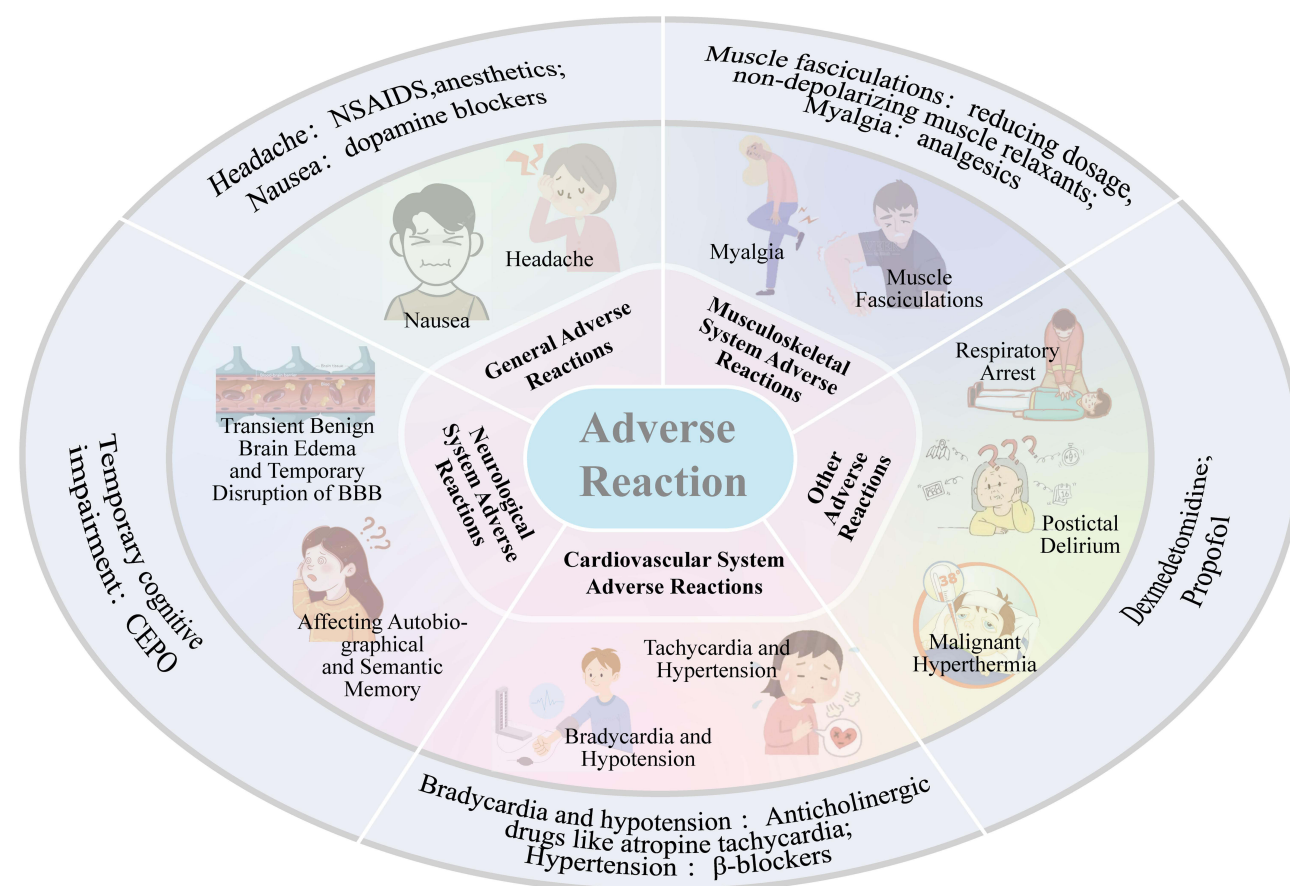 Adverse
Reaction
General Adverse
Reactions
Headache
Nausea
Headache：NSAIDS,anesthetics;
Nausea：dopamine blockers
Musculoskeletal
System Adverse
Reactions
Myalgia
Muscle
Fasciculations
Muscle fasciculations：reducing dosage,
non-depolarizing muscle relaxants;
Myalgia：analgesics
Other
Adverse
Reactions
Respiratory
Arrest
Postictal
Delirium
38°
Malignant
Hyperthermia
Dexmedetomidine;
Propofol
Cardiovascular System
Adverse Reactions
Tachycardia and
Hypertension
Bradycardia and
Hypotension
Bradycardia and hypotension：Anticholinergic
drugs like atropine tachycardia;
Hypertension：β-blockers
Neurological
System Adverse
Reactions
Transient Benign
Brain Edema
and Temporary
Disruption of BBB
???
Affecting Autobio-
graphical
and Semantic
Memory
Temporary cognitive
impairment：CEPO
???